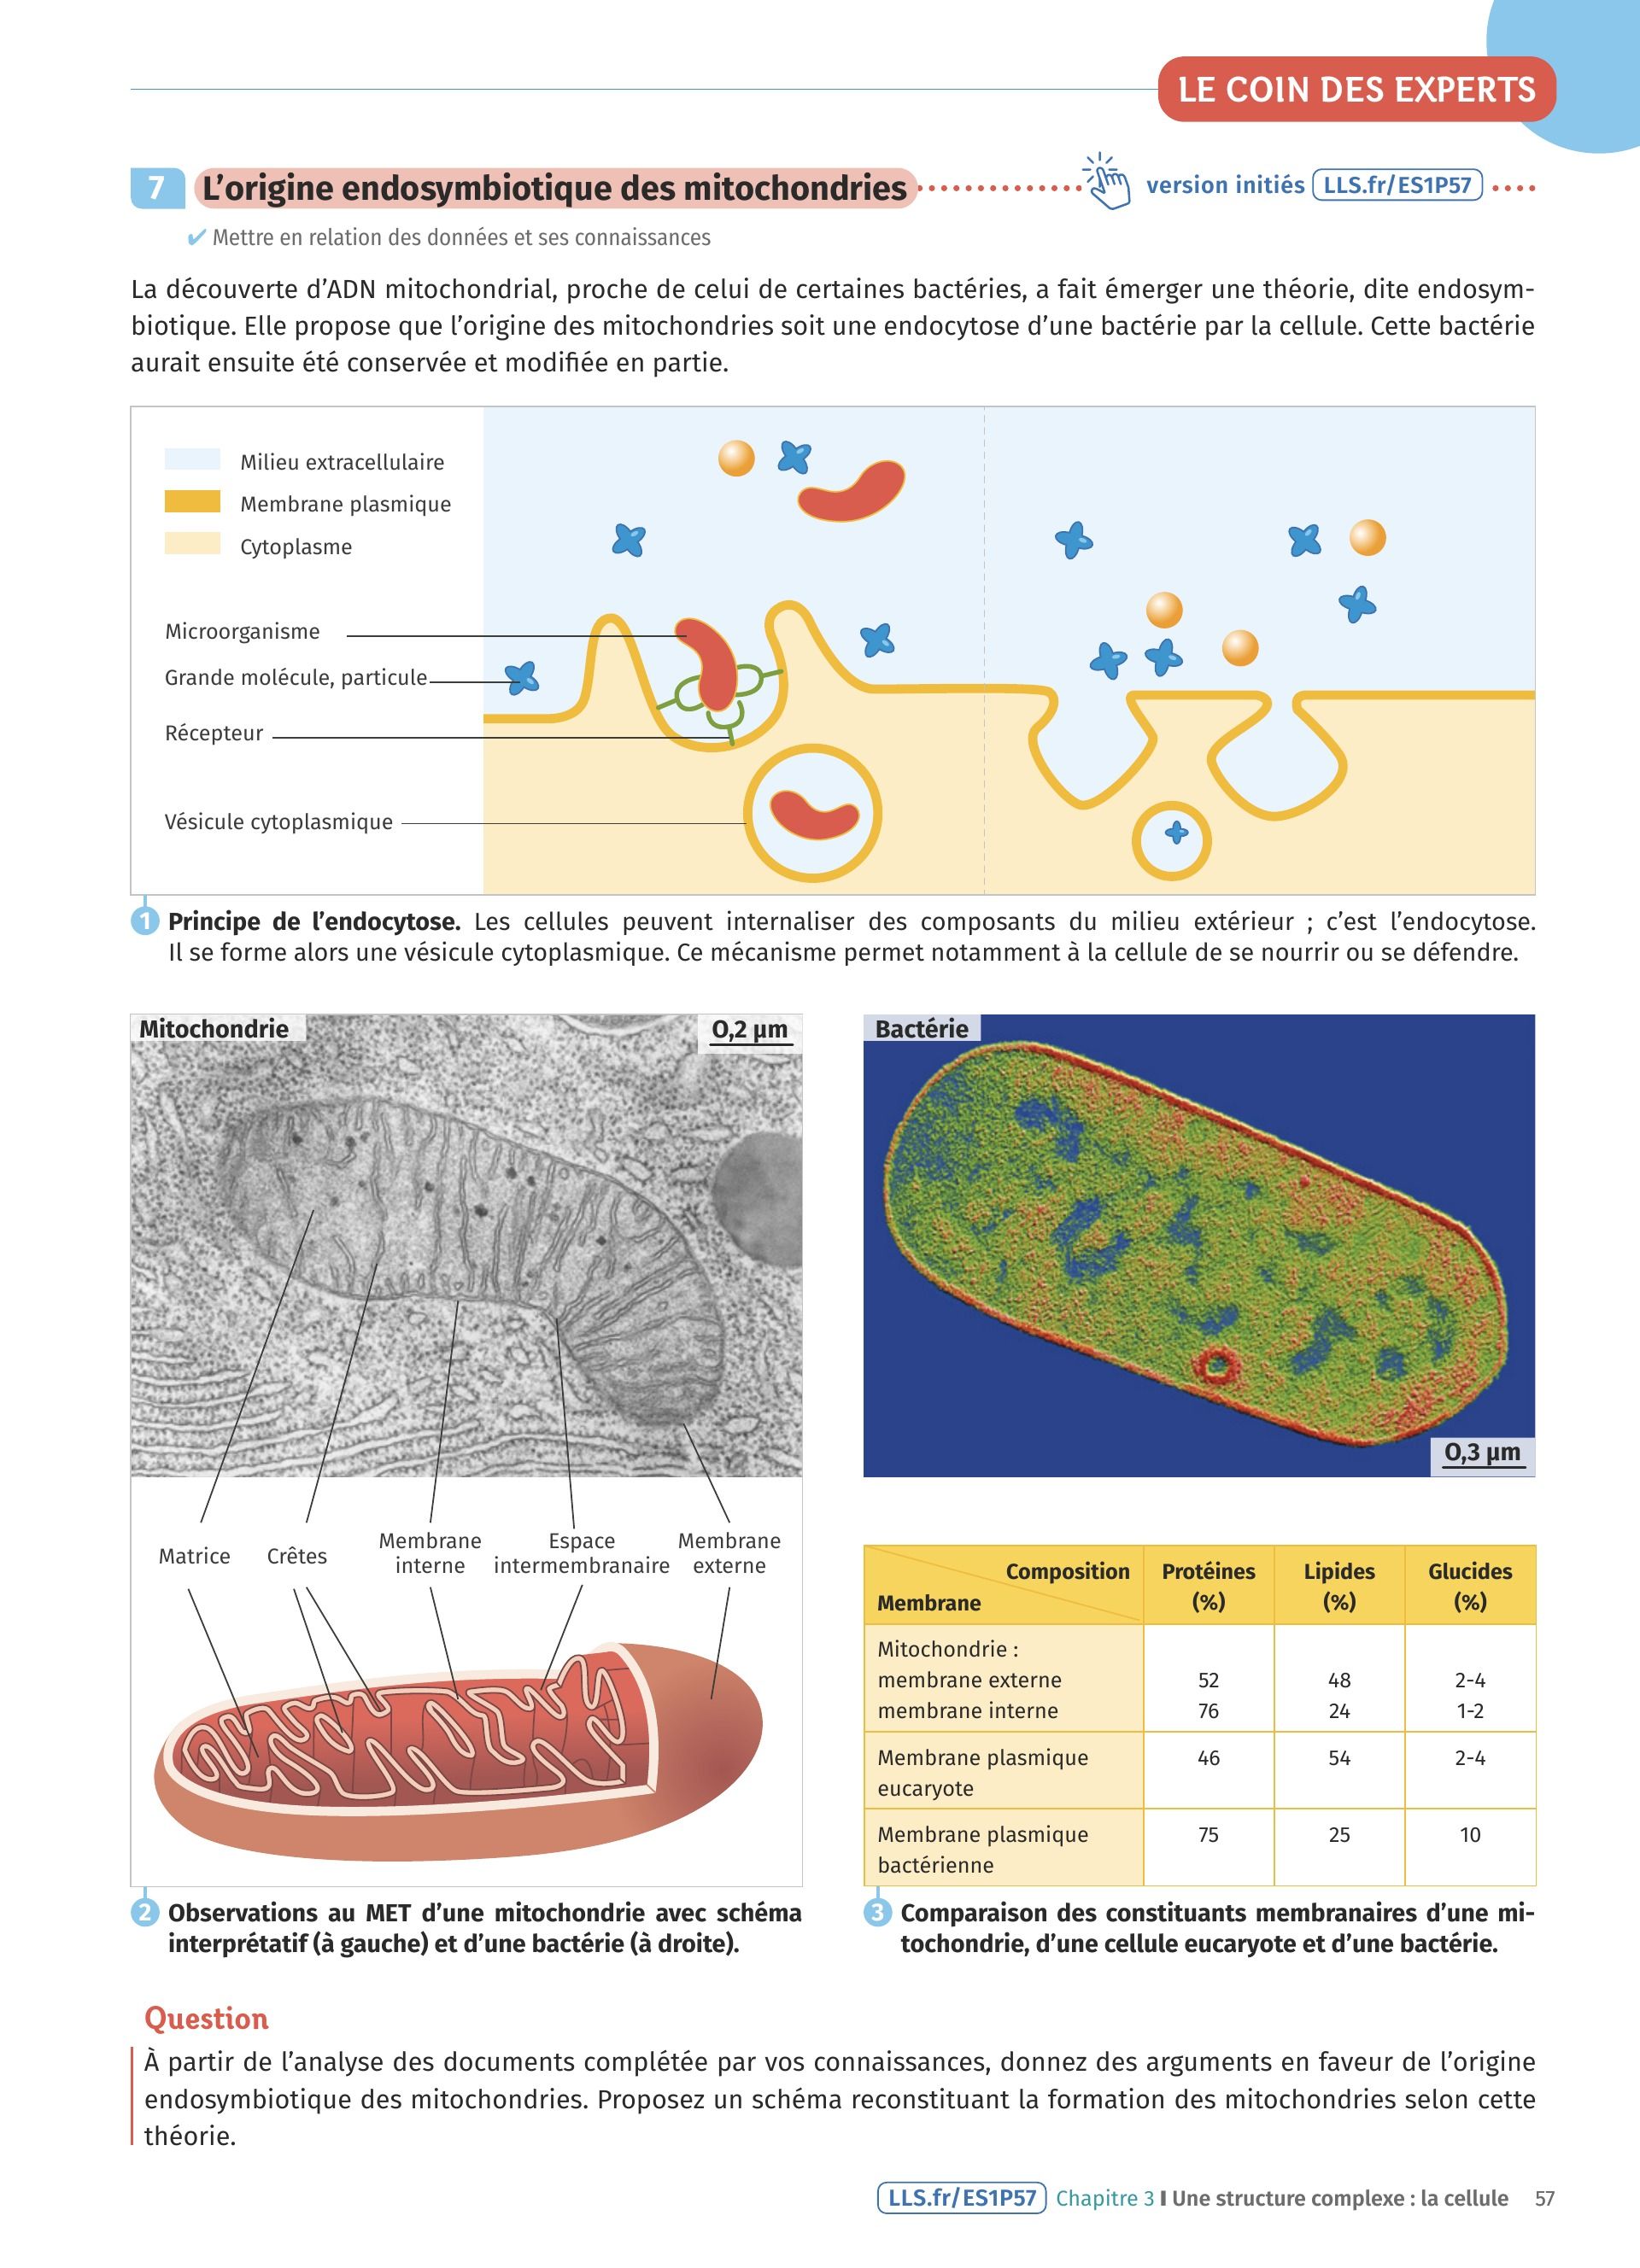 LE COIN DES EXPERTS
7 L’origine endosymbiotique des mitochondries
version initiés LLS.fr/ES1P57
✔ Mettre en relation des données et ses connaissances
La découverte d’ADN mitochondrial, proche de celui de certaines bactéries, a fait émerger une théorie, dite endosym-
biotique. Elle propose que l’origine des mitochondries soit une endocytose d’une bactérie par la cellule. Cette bactérie
aurait ensuite été conservée et modifiée en partie.
Milieu extracellulaire
Membrane plasmique
Cytoplasme
Microorganisme
Grande molécule, particule
Récepteur
Vésicule cytoplasmique
1 Principe de l’endocytose. Les cellules peuvent internaliser des composants du milieu extérieur ; c’est l’endocytose.
Il se forme alors une vésicule cytoplasmique. Ce mécanisme permet notamment à la cellule de se nourrir ou se défendre.
Mitochondrie
0,2 µm
Matrice
Crêtes
Membrane
interne
Espace
intermembranaire
Membrane
externe
Bactérie
0,3 µm
2 Observations au MET d’une mitochondrie avec schéma
interprétatif (à gauche) et d’une bactérie (à droite).
Composition
Membrane
Protéines
(%)
Lipides
(%)
Glucides
(%)
Mitochondrie :
membrane externe 52 48 2-4
membrane interne 76 24 1-2
Membrane plasmique 46 54 2-4
eucaryote
Membrane plasmique 75 25 10
bactérienne
3 Comparaison des constituants membranaires d’une mi-
tochondrie, d’une cellule eucaryote et d’une bactérie.
Question
À partir de l’analyse des documents complétée par vos connaissances, donnez des arguments en faveur de l’origine
endosymbiotique des mitochondries. Proposez un schéma reconstituant la formation des mitochondries selon cette
théorie.
LLS.fr/ES1P57 Chapitre 3 I Une structure complexe : la cellule 57